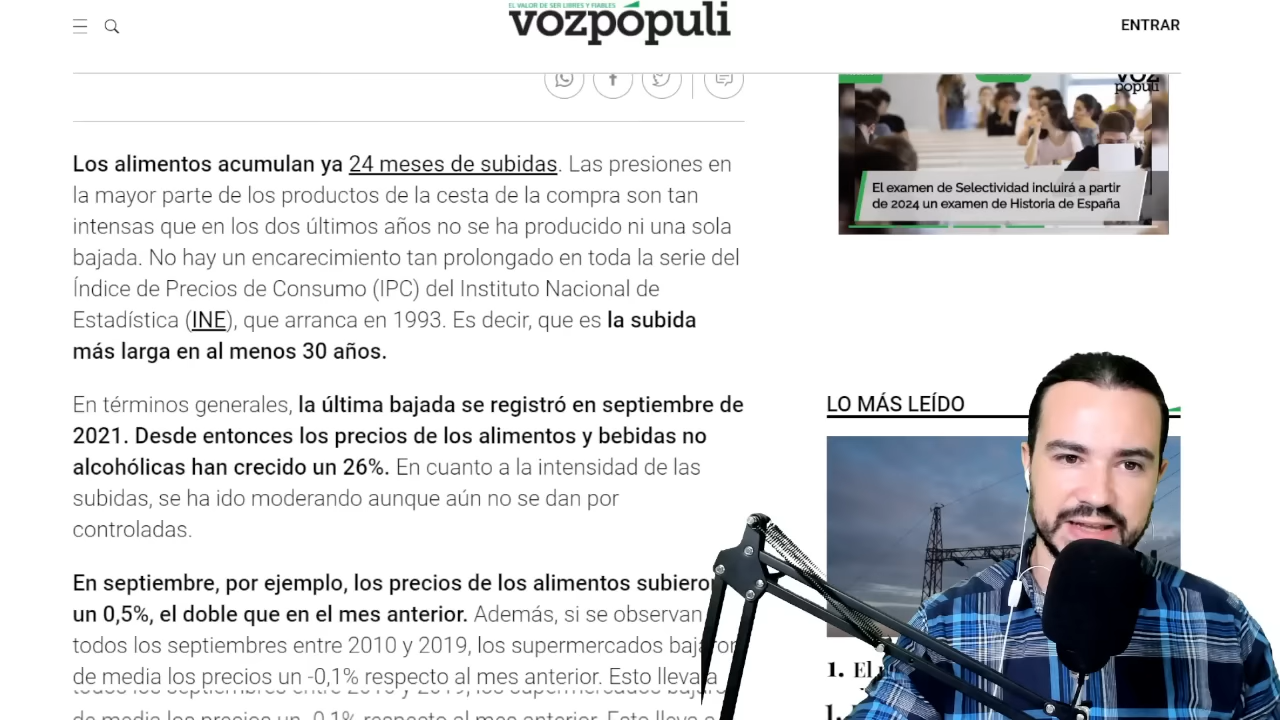 EL VALOR DE SER LIBRES Y FIABLES
vozpópuli
ENTRAR
Los alimentos acumulan ya 24 meses de subidas. Las presiones en
la mayor parte de los productos de la cesta de la compra son tan
intensas que en los dos últimos años no se ha producido ni una sola
bajada. No hay un encarecimiento tan prolongado en toda la serie del
Índice de Precios de Consumo (IPC) del Instituto Nacional de
Estadística (INE), que arranca en 1993. Es decir, que es la subida
más larga en al menos 30 años.
En términos generales, la última bajada se registró en septiembre de
2021. Desde entonces los precios de los alimentos y bebidas no
alcohólicas han crecido un 26%. En cuanto a la intensidad de las
subidas, se ha ido moderando aunque aún no se dan por
controladas.
En septiembre, por ejemplo, los precios de los alimentos subieron
un 0,5%, el doble que en el mes anterior. Además, si se observan
todos los septiembres entre 2010 y 2019, los supermercados bajaron
de media los precios un -0,1% respecto al mes anterior. Esto lleva a
voz
pópuli
El examen de Selectividad incluirá a partir
de 2024 un examen de Historia de España
LO MÁS LEÍDO
1.